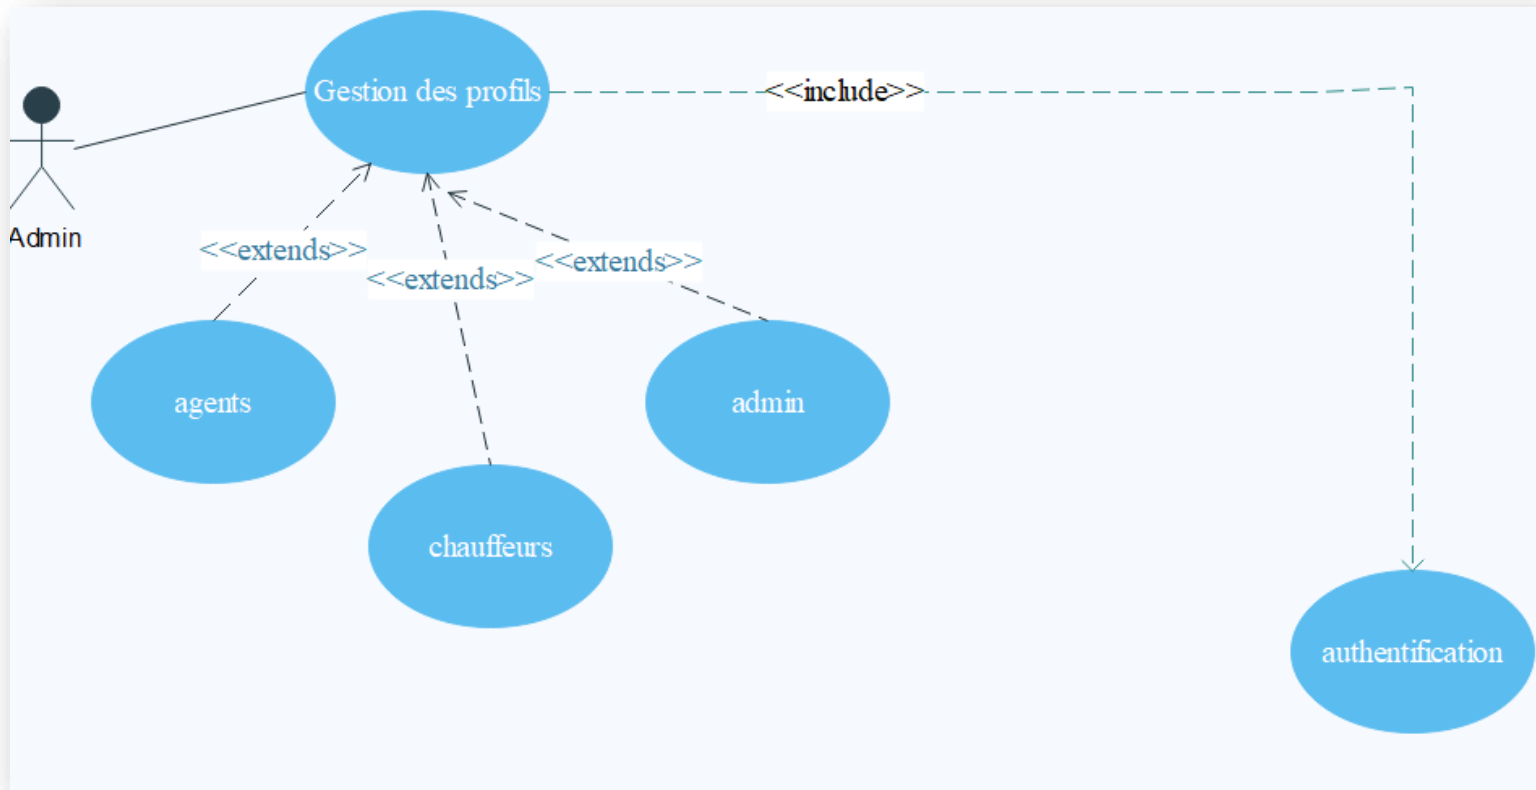 Gestion des profils
<<include>>
Admin
<<extends>>
<<extends>>
<<extends>>
agents
admin
chauffeurs
authentification